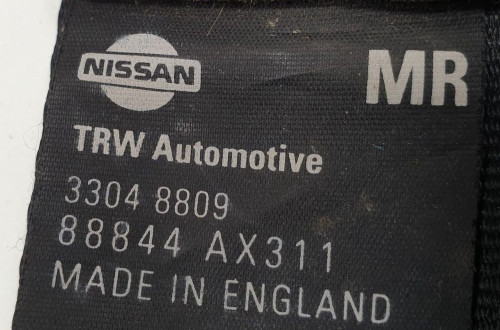 NISSAN MR
TRW Automotive
3304 8809
88844 AX311
MADE IN ENGLAND